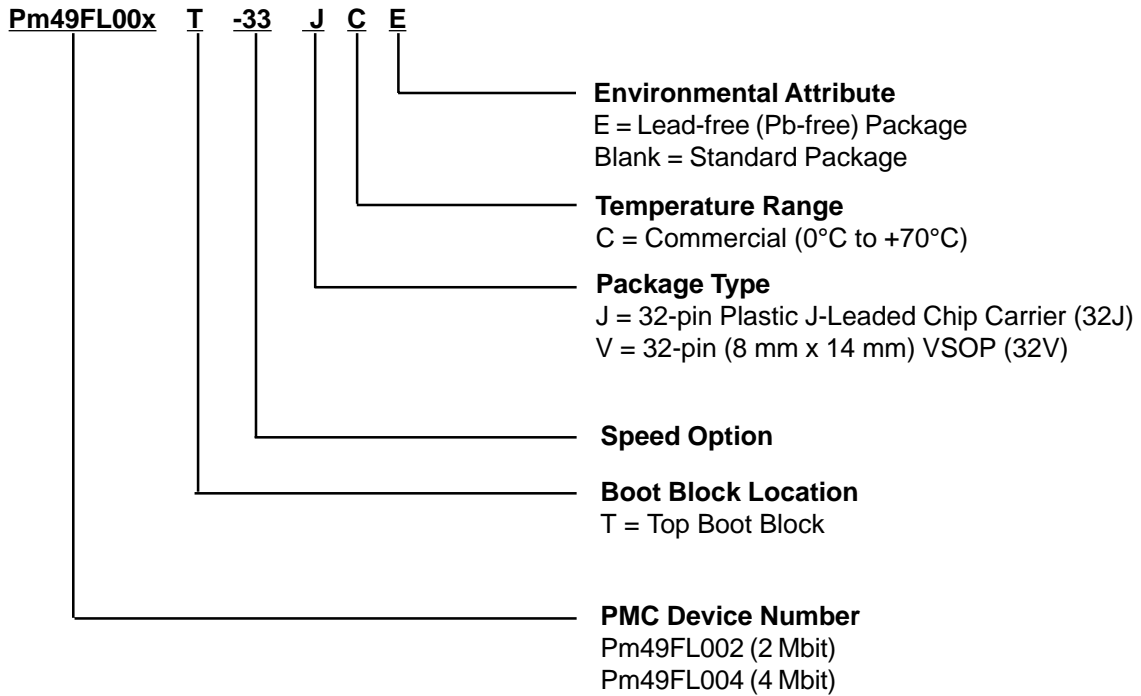 Pm49FL00x T -33 J C E
Environmental Attribute
E = Lead-free (Pb-free) Package
Blank = Standard Package
Temperature Range
C = Commercial (0°C to +70°C)
Package Type
J = 32-pin Plastic J-Leaded Chip Carrier (32J)
V = 32-pin (8 mm x 14 mm) VSOP (32V)
Speed Option
Boot Block Location
T = Top Boot Block
PMC Device Number
Pm49FL002 (2 Mbit)
Pm49FL004 (4 Mbit)